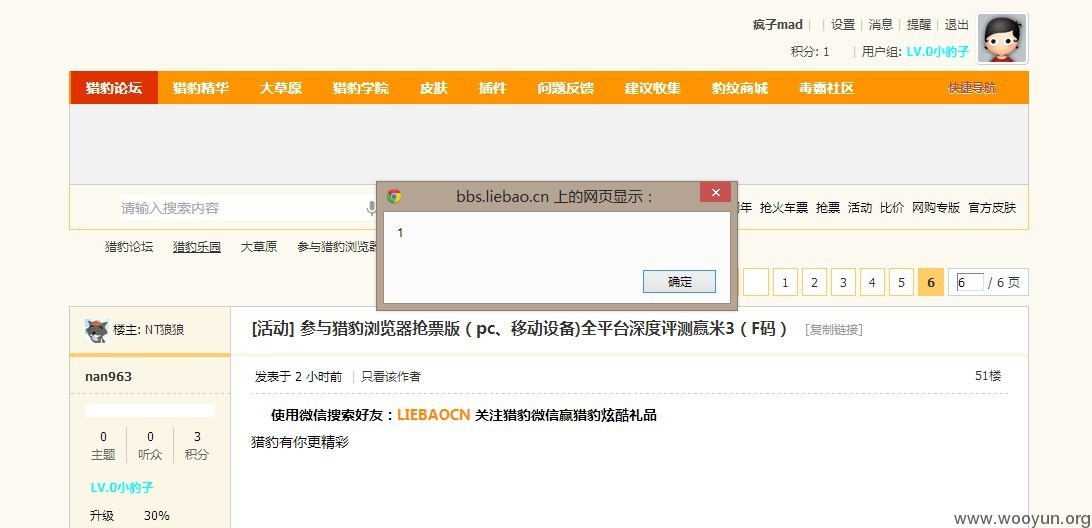 疯子mad | | 设置 | 消息 | 提醒 | 退出
积分: 1 | 用户组: LV.0小豹子
猎豹论坛 猎豹精华 大草原 猎豹学院 皮肤 插件 问题反馈 建议收集 豹纹商城 毒霸社区 快速导航
bbs.liebao.cn 上的网页显示：
1
确定
请输入搜索内容
年 抢火车票 抢票 活动 比价 网购专版 官方皮肤
猎豹论坛 猎豹乐园 大草原 参与猎豹浏览器
1 2 3 4 5 6 6 / 6 页
楼主: NT狼狼
[活动] 参与猎豹浏览器抢票版（pc、移动设备)全平台深度评测赢米3（F码） [复制链接]
nan963
发表于 2 小时前 | 只看该作者
51楼
使用微信搜索好友：LIEBAOCN 关注猎豹微信赢猎豹炫酷礼品
猎豹有你更精彩
0 0 3
主题 听众 积分
LV.0小豹子
升级 30%
www.wooyun.org